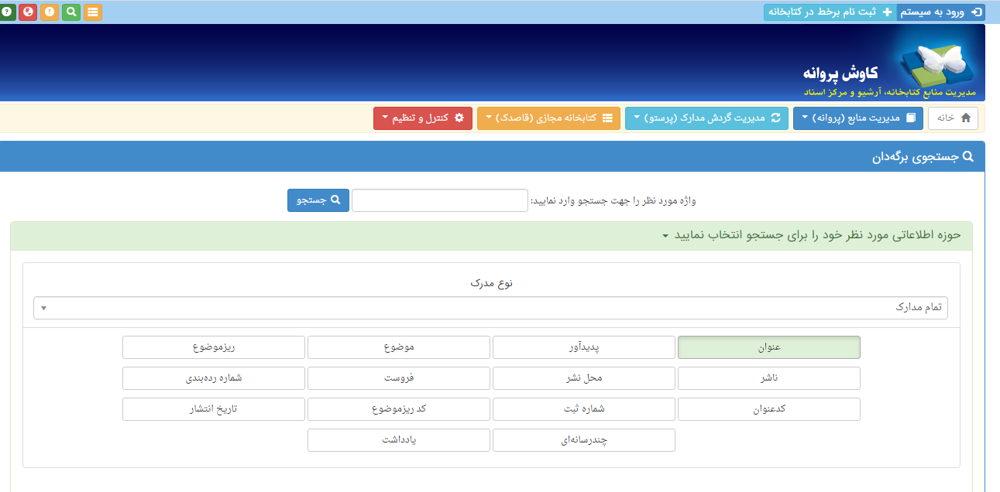 ورود به سیستم
ثبت نام برخط در کتابخانه
کاوش پروانه
مدیریت منابع کتابخانه، آرشیو و مرکز اسناد
خانه
مدیریت منابع (پروانه)
مدیریت گردش مدارک (پرستو)
کتابخانه مجازی (قاصدک)
کنترل و تنظیم
جستجوی برگه‌دان
واژه مورد نظر را جهت جستجو وارد نمایید:
جستجو
حوزه اطلاعاتی مورد نظر خود را برای جستجو انتخاب نمایید
نوع مدرک
تمام مدارک
عنوان
پدیدآور
موضوع
ریزموضوع
ناشر
محل نشر
فروست
شماره رده‌بندی
کدعنوان
شماره ثبت
کد ریزموضوع
تاریخ انتشار
چندرسانه‌ای
یادداشت